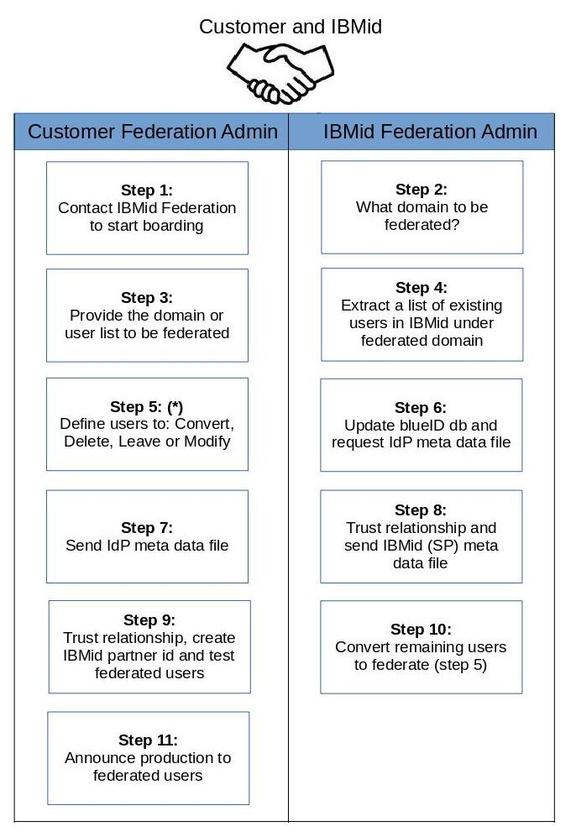 Customer and IBMid
Customer Federation Admin
IBMid Federation Admin
Step 1:
Contact IBMid Federation
to start boarding
Step 2:
What domain to be
federated?
Step 3:
Provide the domain or
user list to be federated
Step 4:
Extract a list of existing
users in IBMid under
federated domain
Step 5: (*)
Define users to: Convert,
Delete, Leave or Modify
Step 6:
Update blueID db and
request IdP meta data file
Step 7:
Send IdP meta data file
Step 8:
Trust relationship and
send IBMid (SP) meta
data file
Step 9:
Trust relationship, create
IBMid partner id and test
federated users
Step 10:
Convert remaining users
to federate (step 5)
Step 11:
Announce production to
federated users